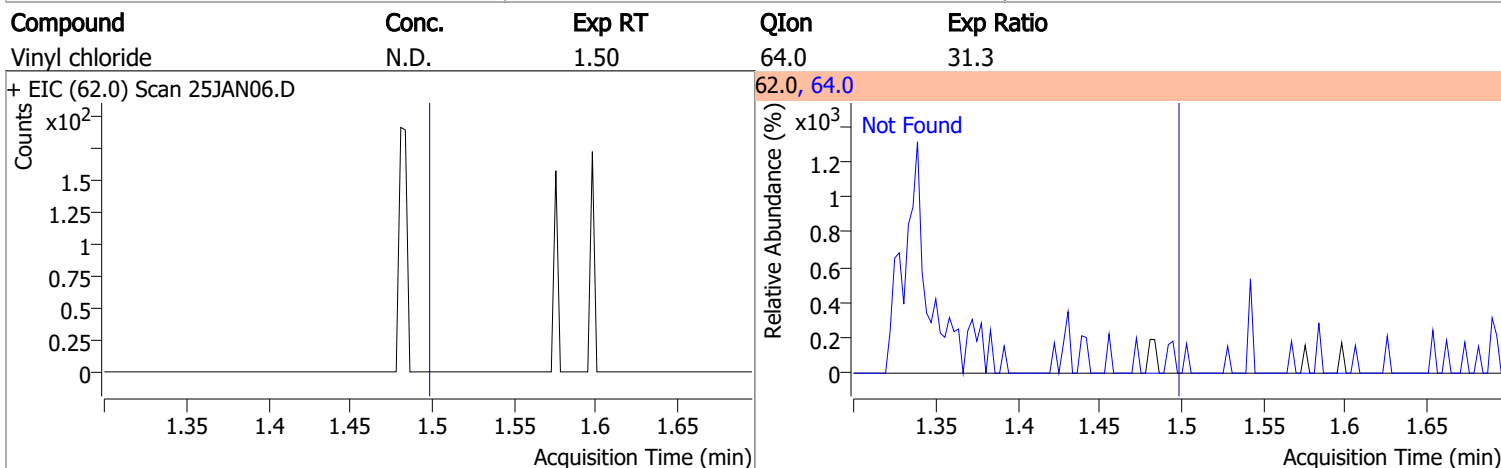 Compound Conc. Exp RT QIon Exp Ratio
Vinyl chloride N.D. 1.50 64.0 31.3
+ EIC (62.0) Scan 25JAN06.D
Counts
x10²
1.5
1.25
1
0.75
0.5
0.25
0
1.35 1.4 1.45 1.5 1.55 1.6 1.65
Acquisition Time (min)
62.0, 64.0
Relative Abundance (%)
x10³
Not Found
1.2
1
0.8
0.6
0.4
0.2
0
1.35 1.4 1.45 1.5 1.55 1.6 1.65
Acquisition Time (min)